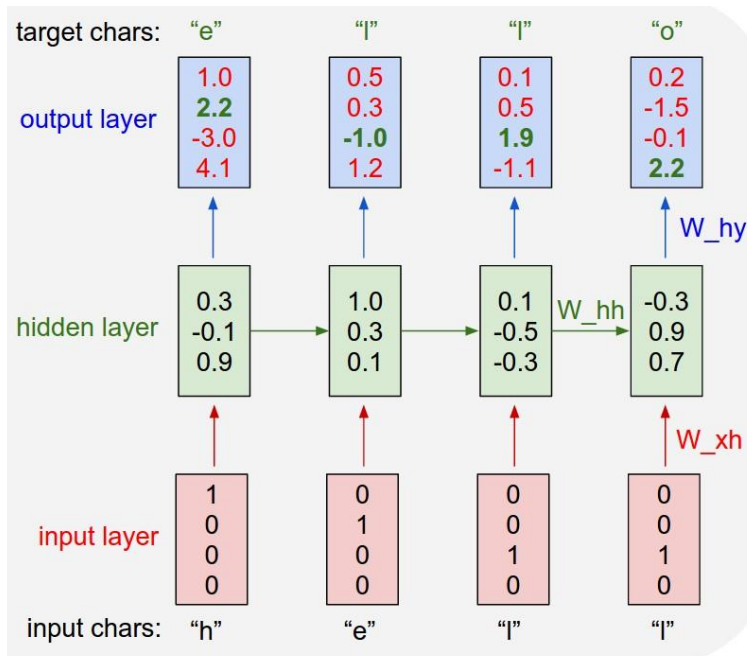 target chars: “e” “l” “l” “o”
output layer
1.0 0.5 0.1 0.2
2.2 0.3 0.5 -1.5
-3.0 -1.0 1.9 -0.1
4.1 1.2 -1.1 2.2
W_hy
hidden layer
0.3 1.0 0.1 -0.3
-0.1 0.3 -0.5 0.9
0.9 0.1 -0.3 0.7
W_hh
W_xh
input layer
1 0 0 0
0 1 0 0
0 0 1 1
0 0 0 0
input chars: “h” “e” “l” “l”